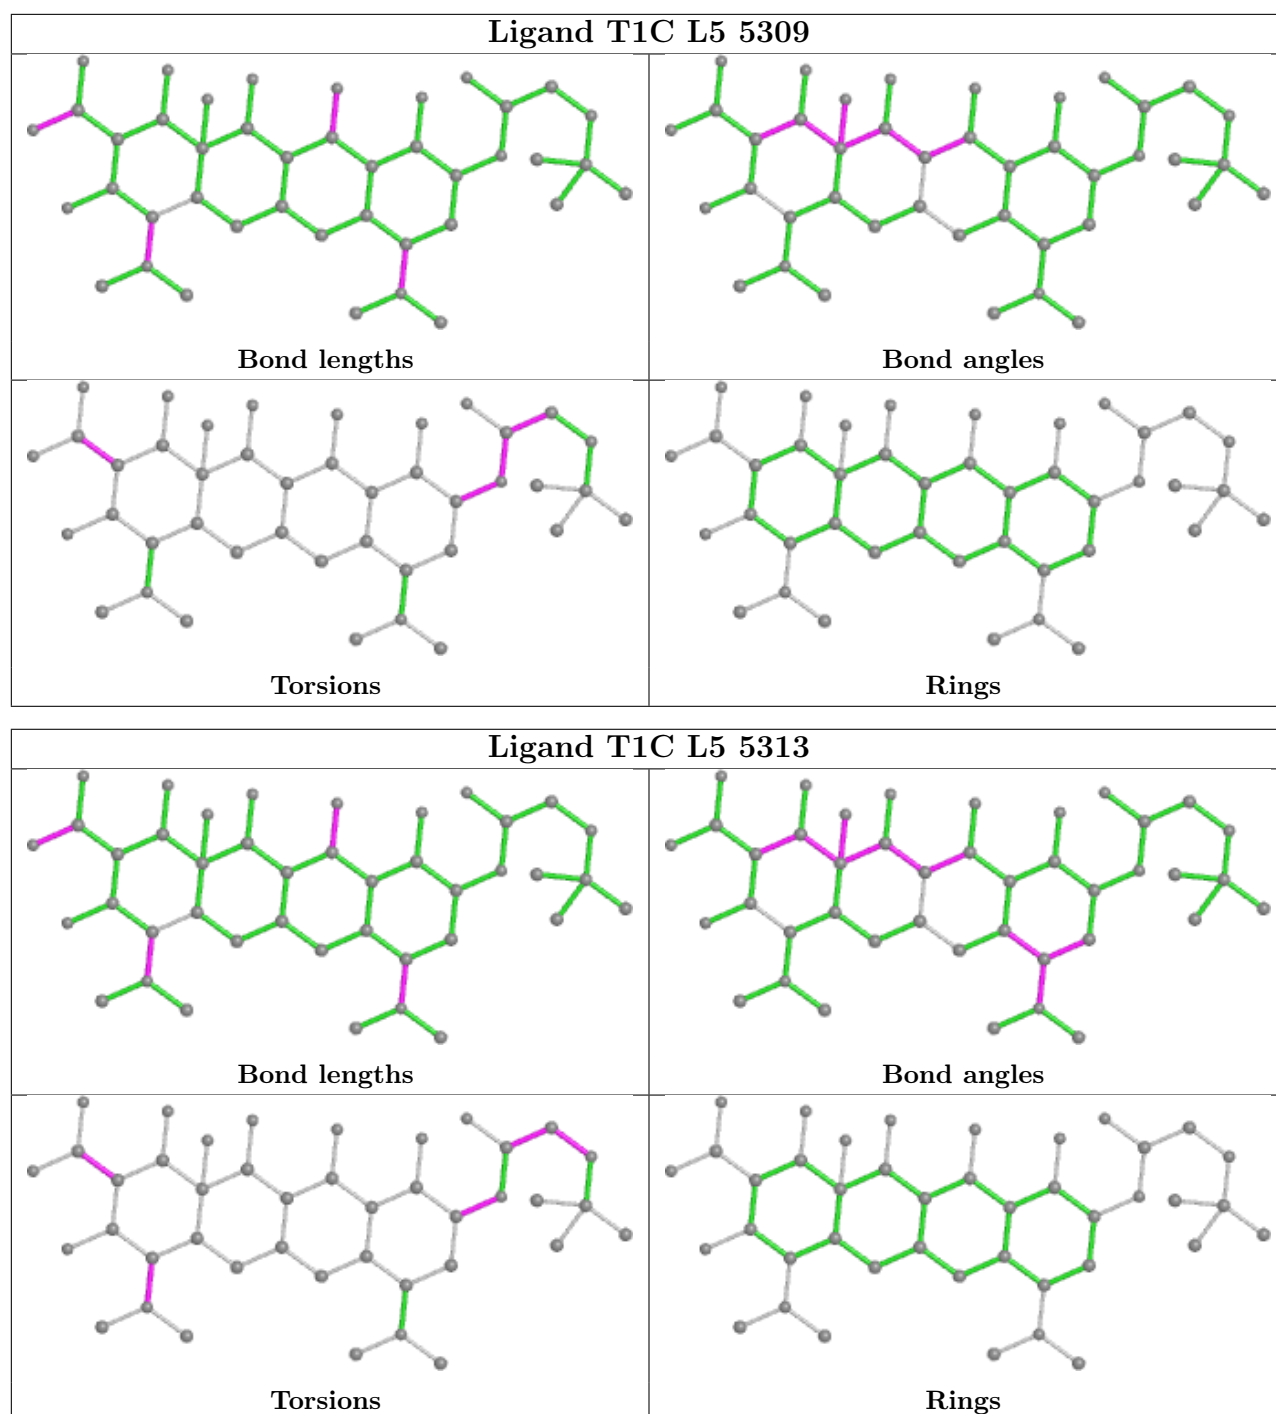 Ligand T1C L5 5309
Bond lengths
Bond angles
Torsions
Rings
Ligand T1C L5 5313
Bond lengths
Bond angles
Torsions
Rings